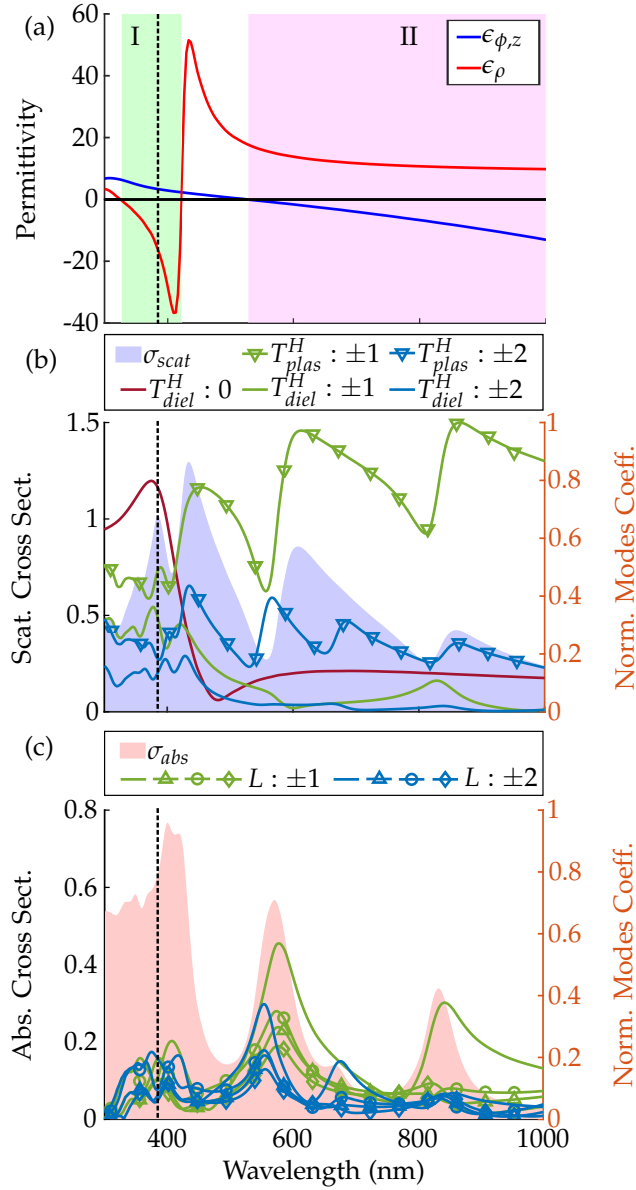 (a)
I
II
ϵ_{ϕ,z}
ϵ_ρ
60
40
20
0
-20
-40
Permittivity
(b)
σ_{scat}
T^H_{plas} : ±1
T^H_{plas} : ±2
T^H_{diel} : 0
T^H_{diel} : ±1
T^H_{diel} : ±2
1.5
1
0.5
0
Scat. Cross Sect.
1
0.8
0.6
0.4
0.2
0
Norm. Modes Coeff.
(c)
σ_{abs}
L : ±1
L : ±2
0.8
0.6
0.4
0.2
0
Abs. Cross Sect.
1
0.8
0.6
0.4
0.2
0
Norm. Modes Coeff.
400
600
800
1000
Wavelength (nm)